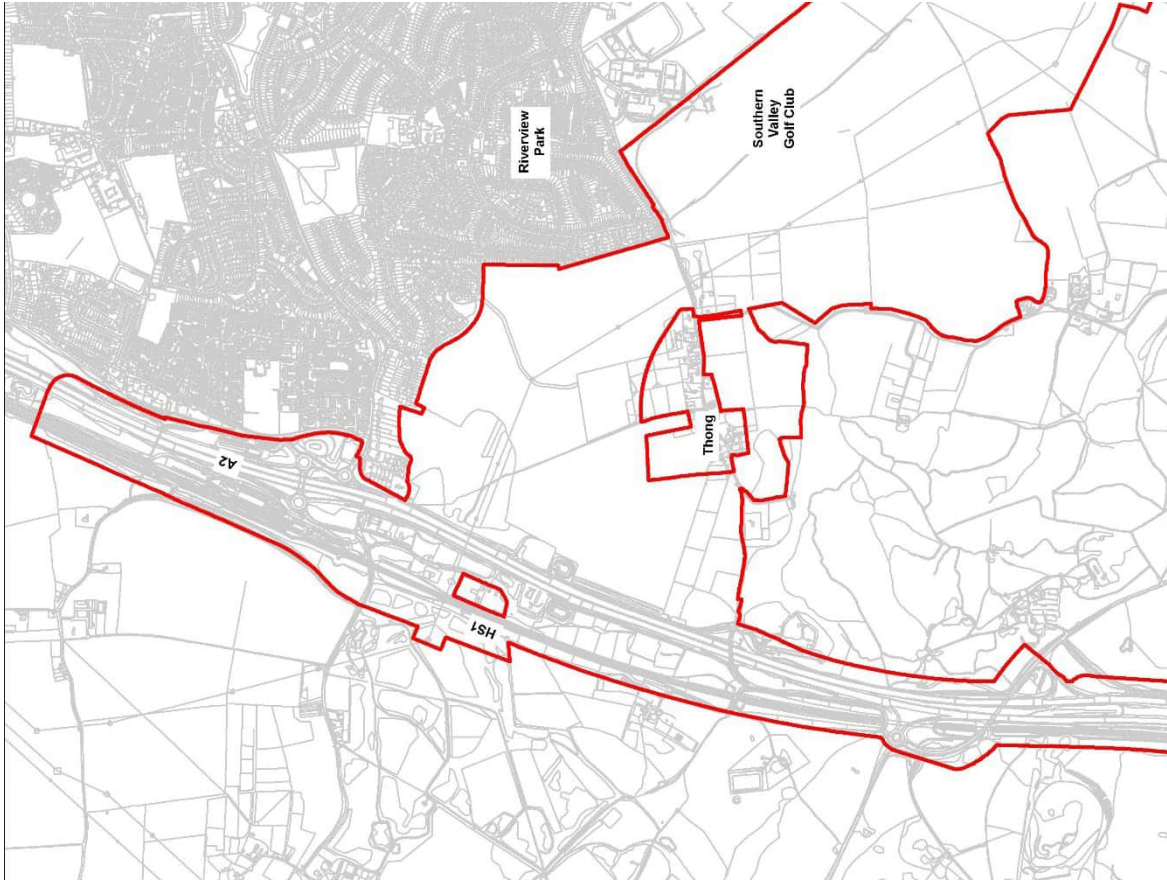 Riverview
Park
Southern
Valley
Golf Club
A2
Thong
HS1